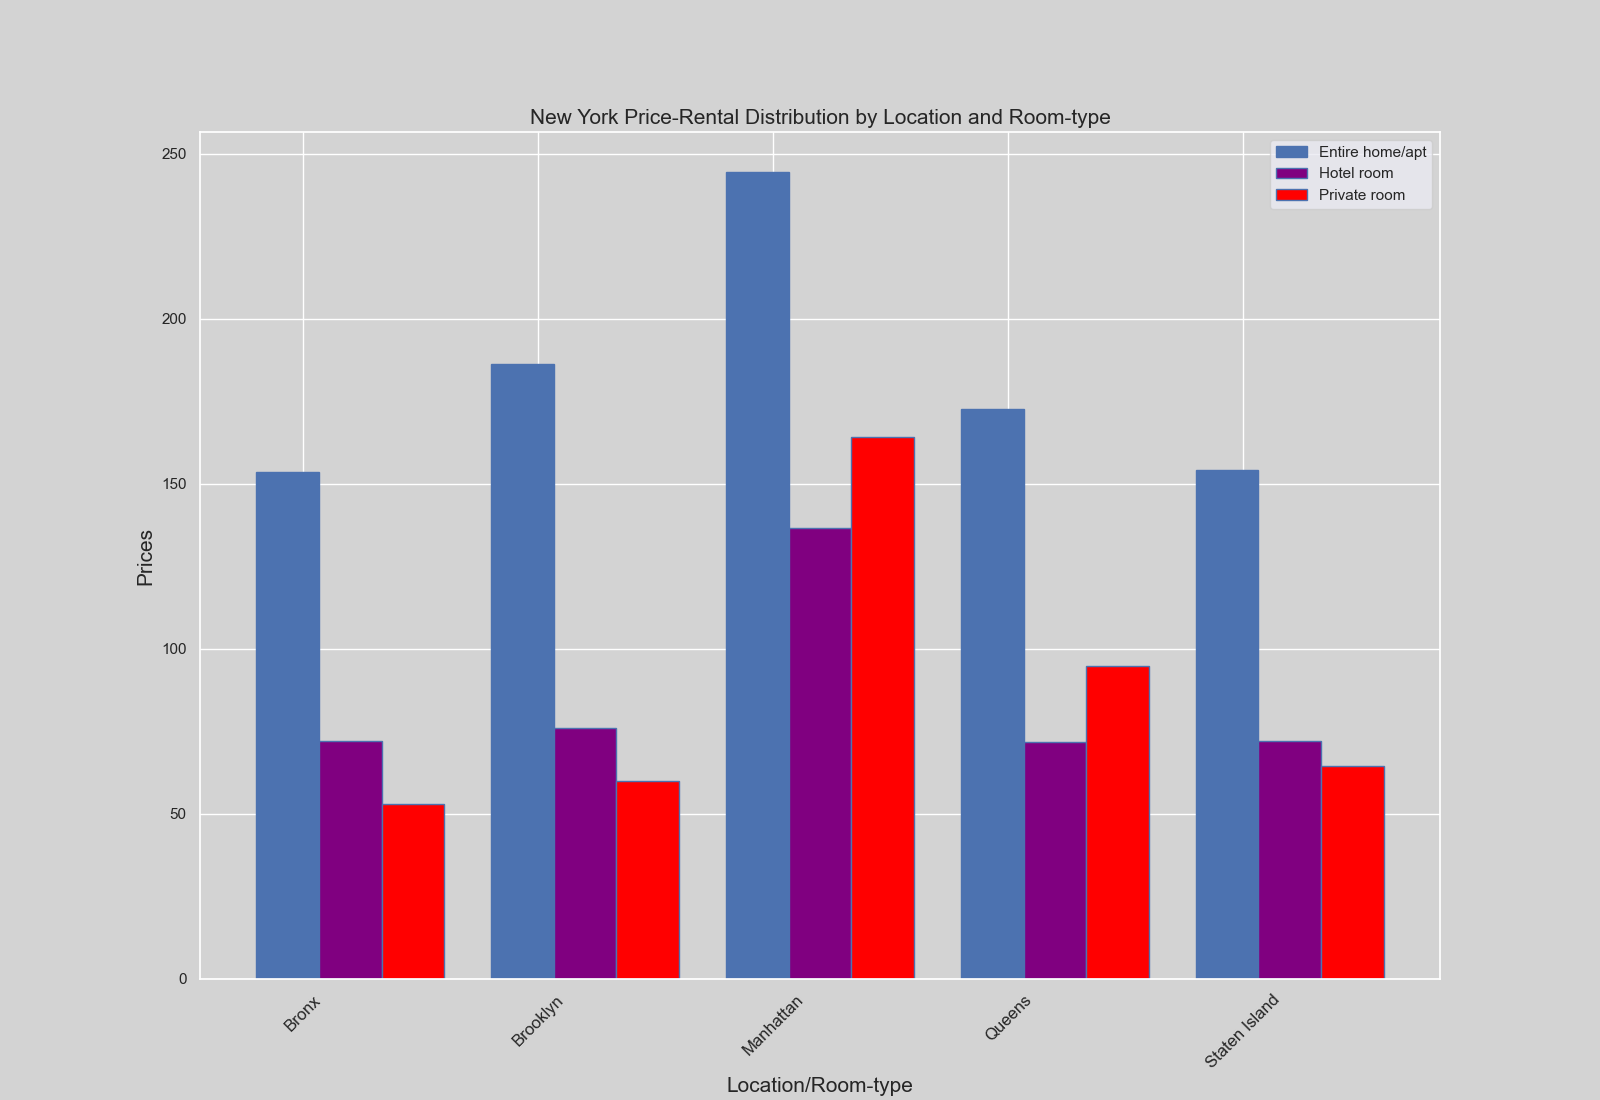 New York Price-Rental Distribution by Location and Room-type
Entire home/apt
Hotel room
Private room
250
200
150
100
50
0
Prices
Bronx
Brooklyn
Manhattan
Queens
Staten Island
Location/Room-type